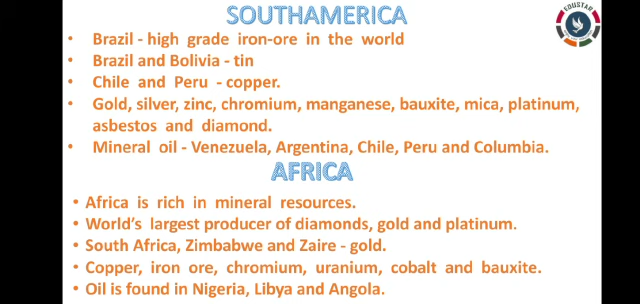 SOUTHAMERICA
EDUSTAR
• Brazil - high grade iron-ore in the world
• Brazil and Bolivia - tin
• Chile and Peru - copper.
• Gold, silver, zinc, chromium, manganese, bauxite, mica, platinum,
asbestos and diamond.
• Mineral oil - Venezuela, Argentina, Chile, Peru and Columbia.
AFRICA
• Africa is rich in mineral resources.
• World's largest producer of diamonds, gold and platinum.
• South Africa, Zimbabwe and Zaire - gold.
• Copper, iron ore, chromium, uranium, cobalt and bauxite.
• Oil is found in Nigeria, Libya and Angola.